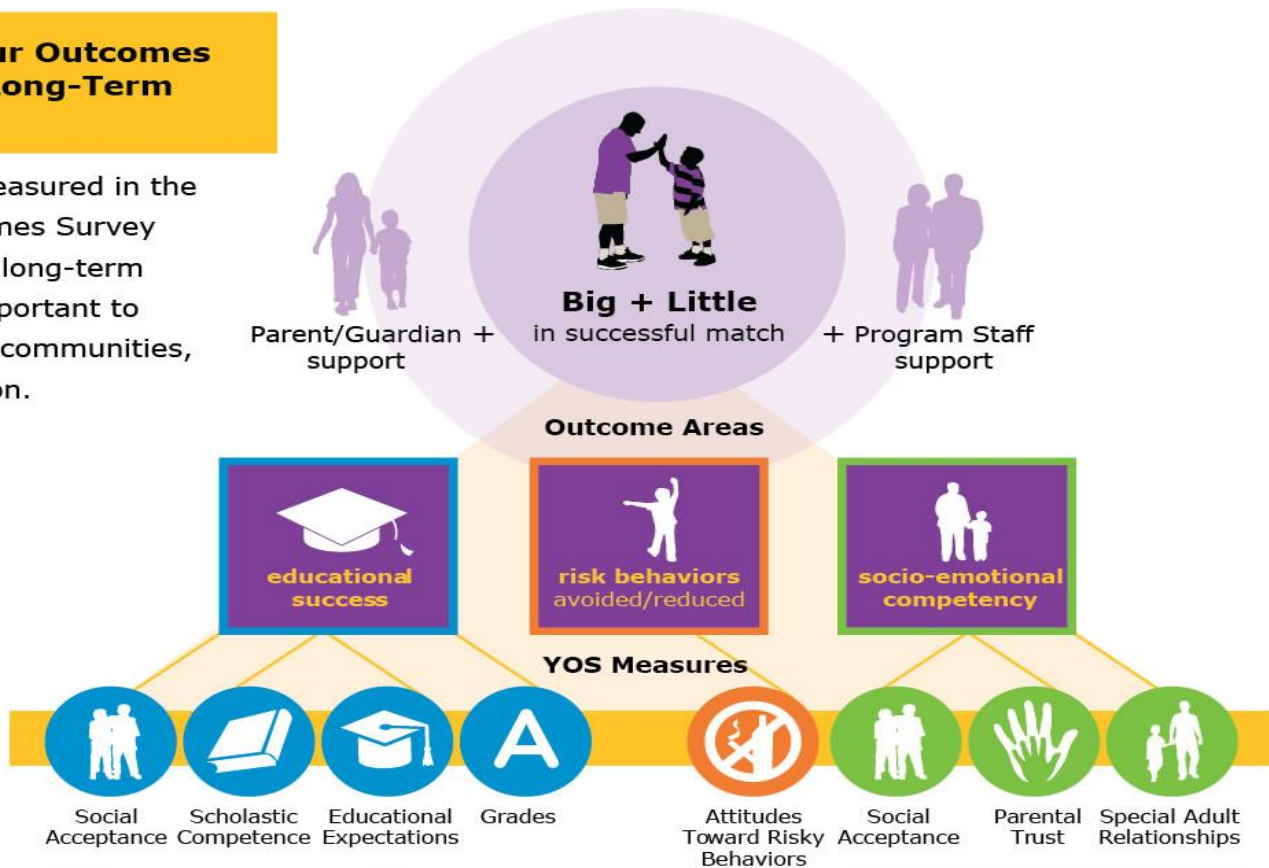 ur Outcomes
ong-Term
easured in the
mes Survey
long-term
portant to
communities,
on.
Parent/Guardian +
support
Big + Little
in successful match
+ Program Staff
support
Outcome Areas
educational
success
risk behaviors
avoided/reduced
socio-emotional
competency
YOS Measures
A
Social
Acceptance
Scholastic
Competence
Educational
Expectations
Grades
Attitudes
Toward Risky
Behaviors
Social
Acceptance
Parental
Trust
Special Adult
Relationships